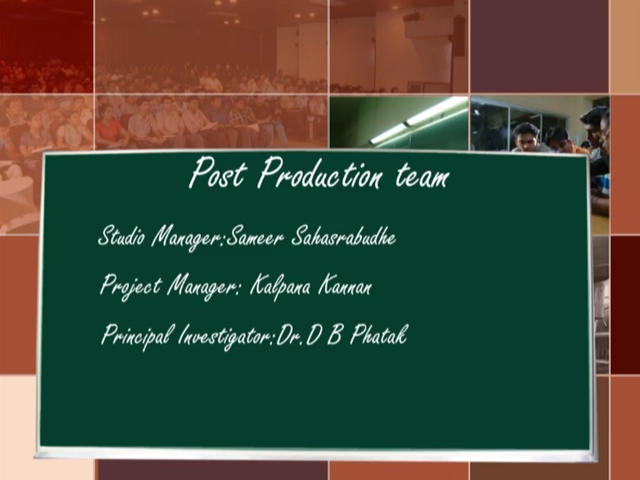 Post Production team
Studio Manager:Sameer Sahasrabudhe
Project Manager: Kalpana Kannan
Principal Investigator:Dr.D B Phatak